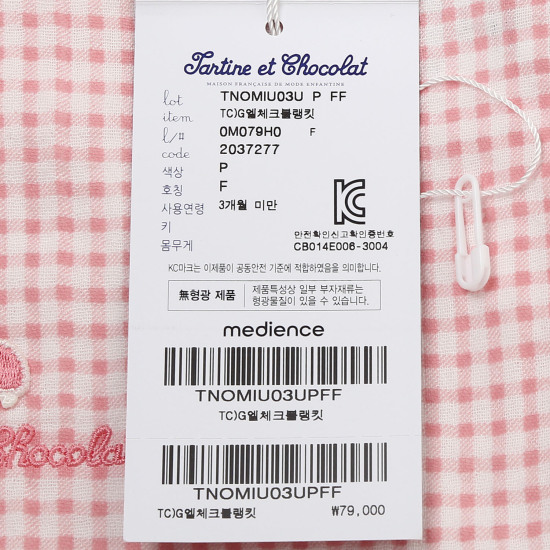 Tartine et Chocolat
MAISON FRANÇAISE DE MODE ENFANTINE
lot TNOMIU03U P FF
item TC)G엘체크블랭킷
l/# 0M079H0 F
code 2037277
색상 P
호칭 F
사용연령 3개월 미만
키
몸무게
안전확인신고확인증번호
CB014E006-3004
KC마크는 이제품이 공동안전 기준에 적합하였음을 의미합니다.
無형광 제품
제품특성상 일부 부자재류는
형광물질이 있을 수 있습니다.
medience
TNOMIU03UPFF
TC)G엘체크블랭킷
TNOMIU03UPFF
TC)G엘체크블랭킷 ₩79,000
Chocolat